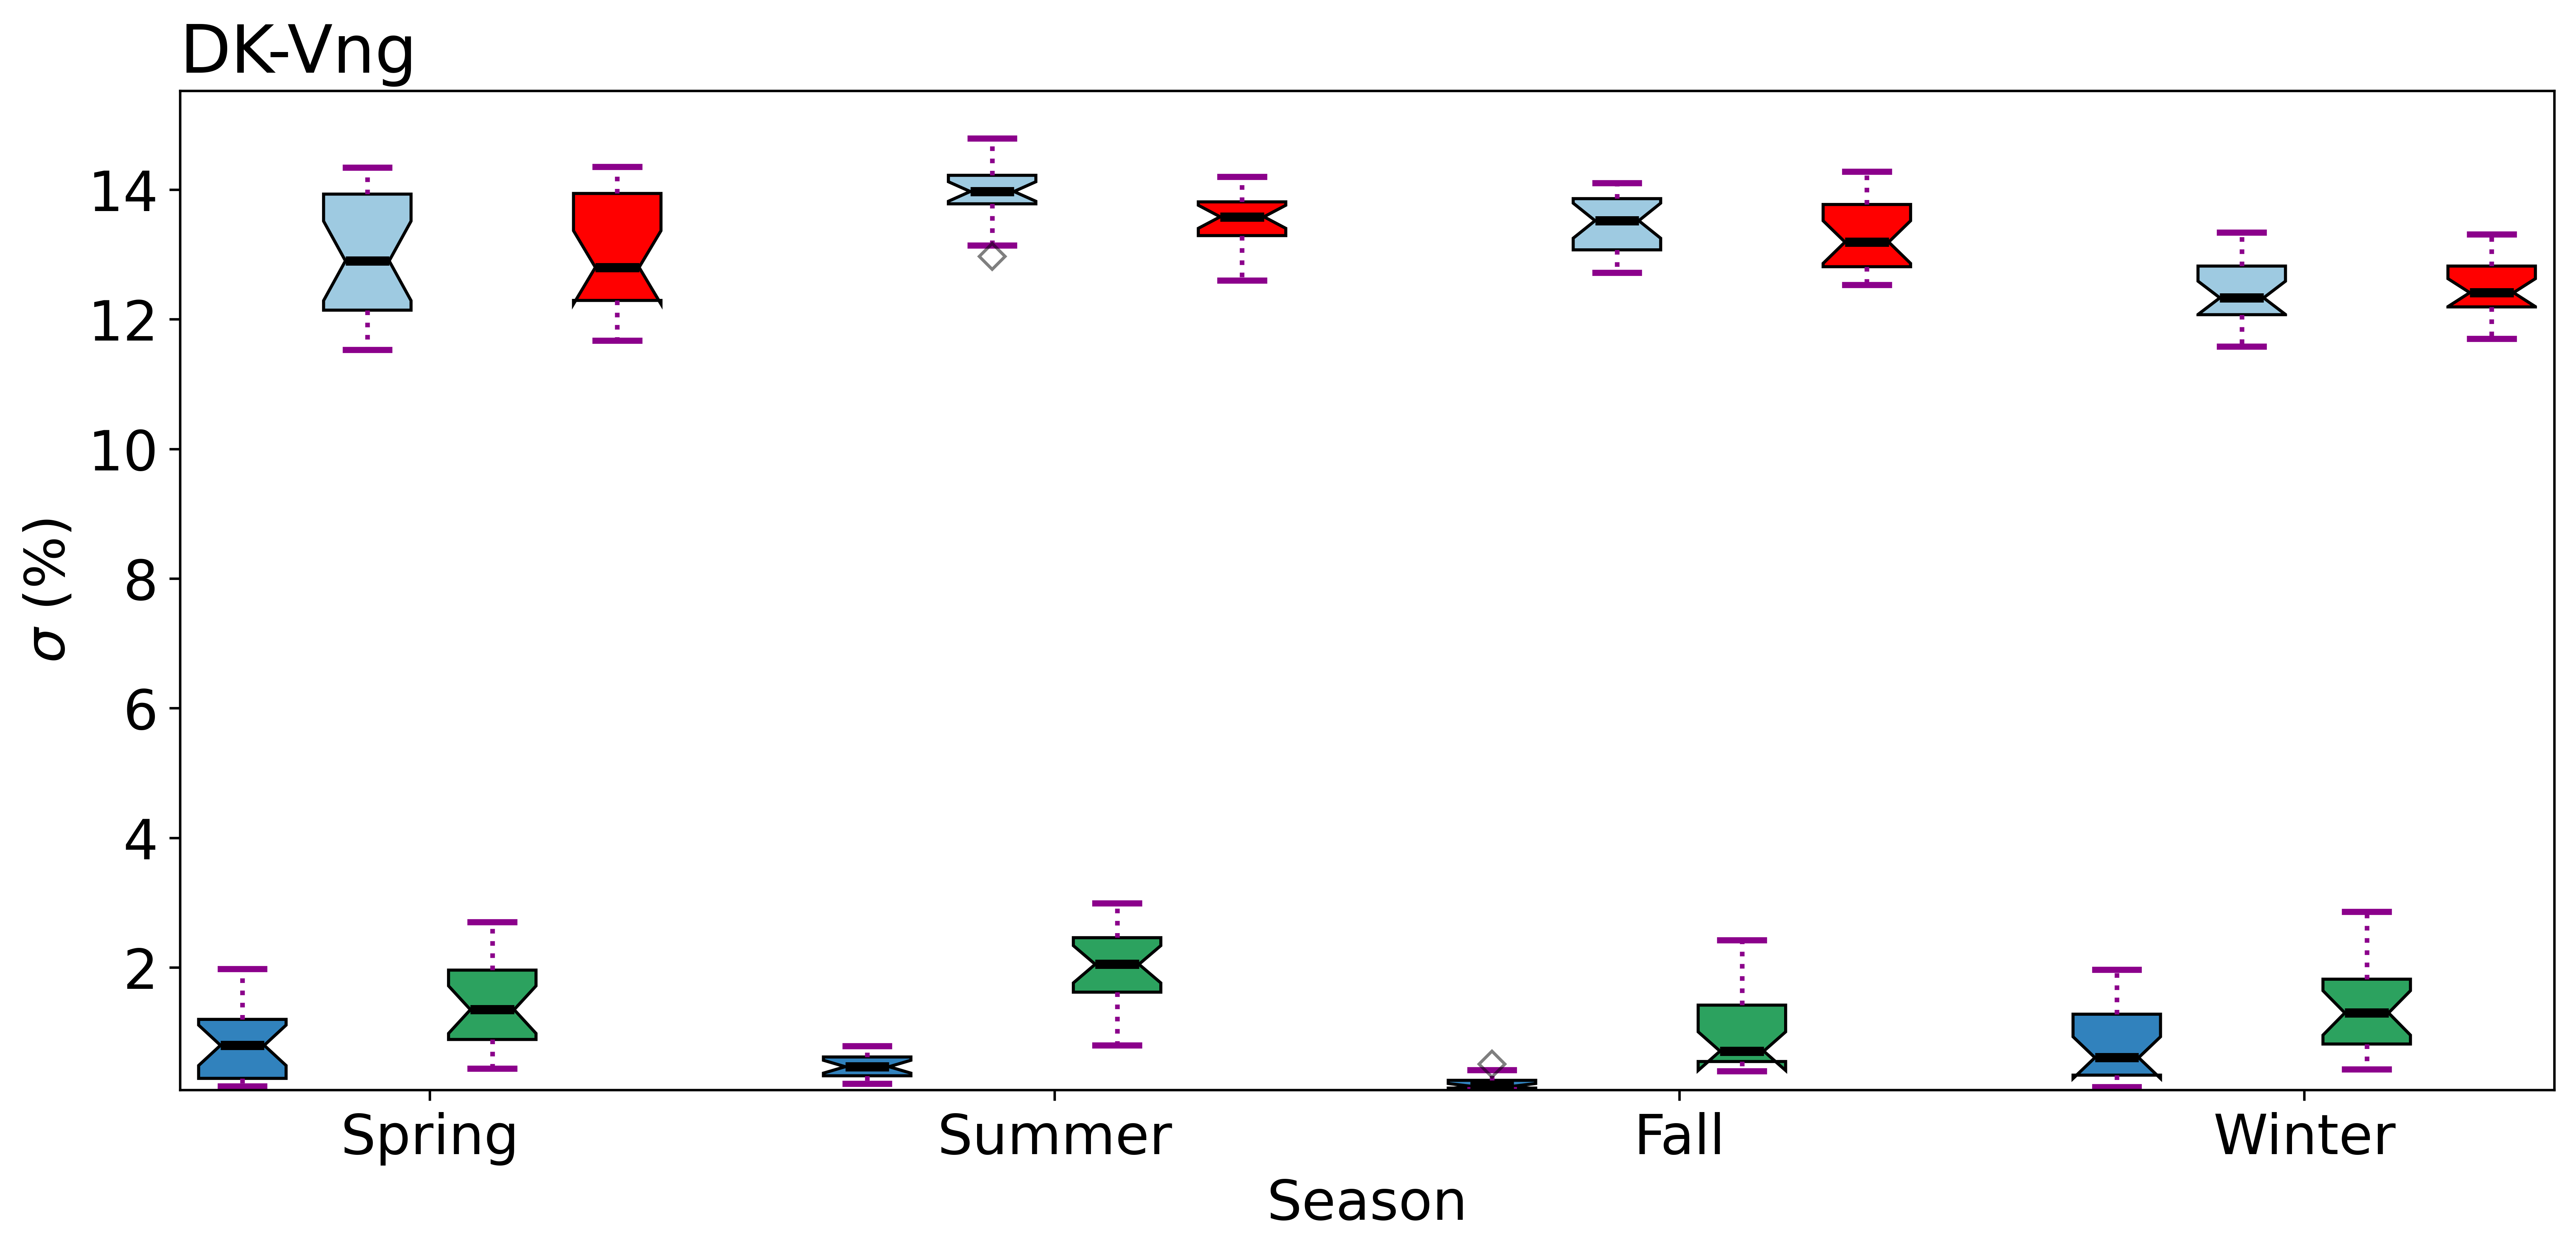 DK-Vng
14
12
10
8
6
4
2
σ (%)
Spring Summer Fall Winter
Season